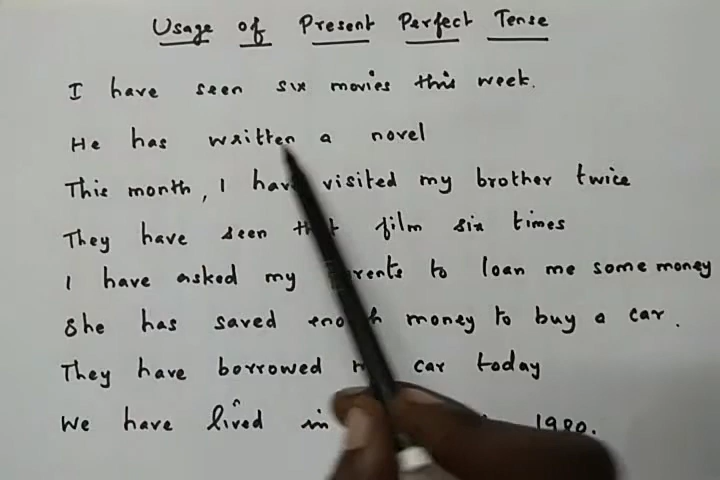 Usage of Present Perfect Tense
I have seen six movies this week.
He has written a novel
This month, I have visited my brother twice
They have seen film six times
I have asked my to loan me some money
She has saved enough money to buy a car.
They have borrowed car today
We have lived in 1980.